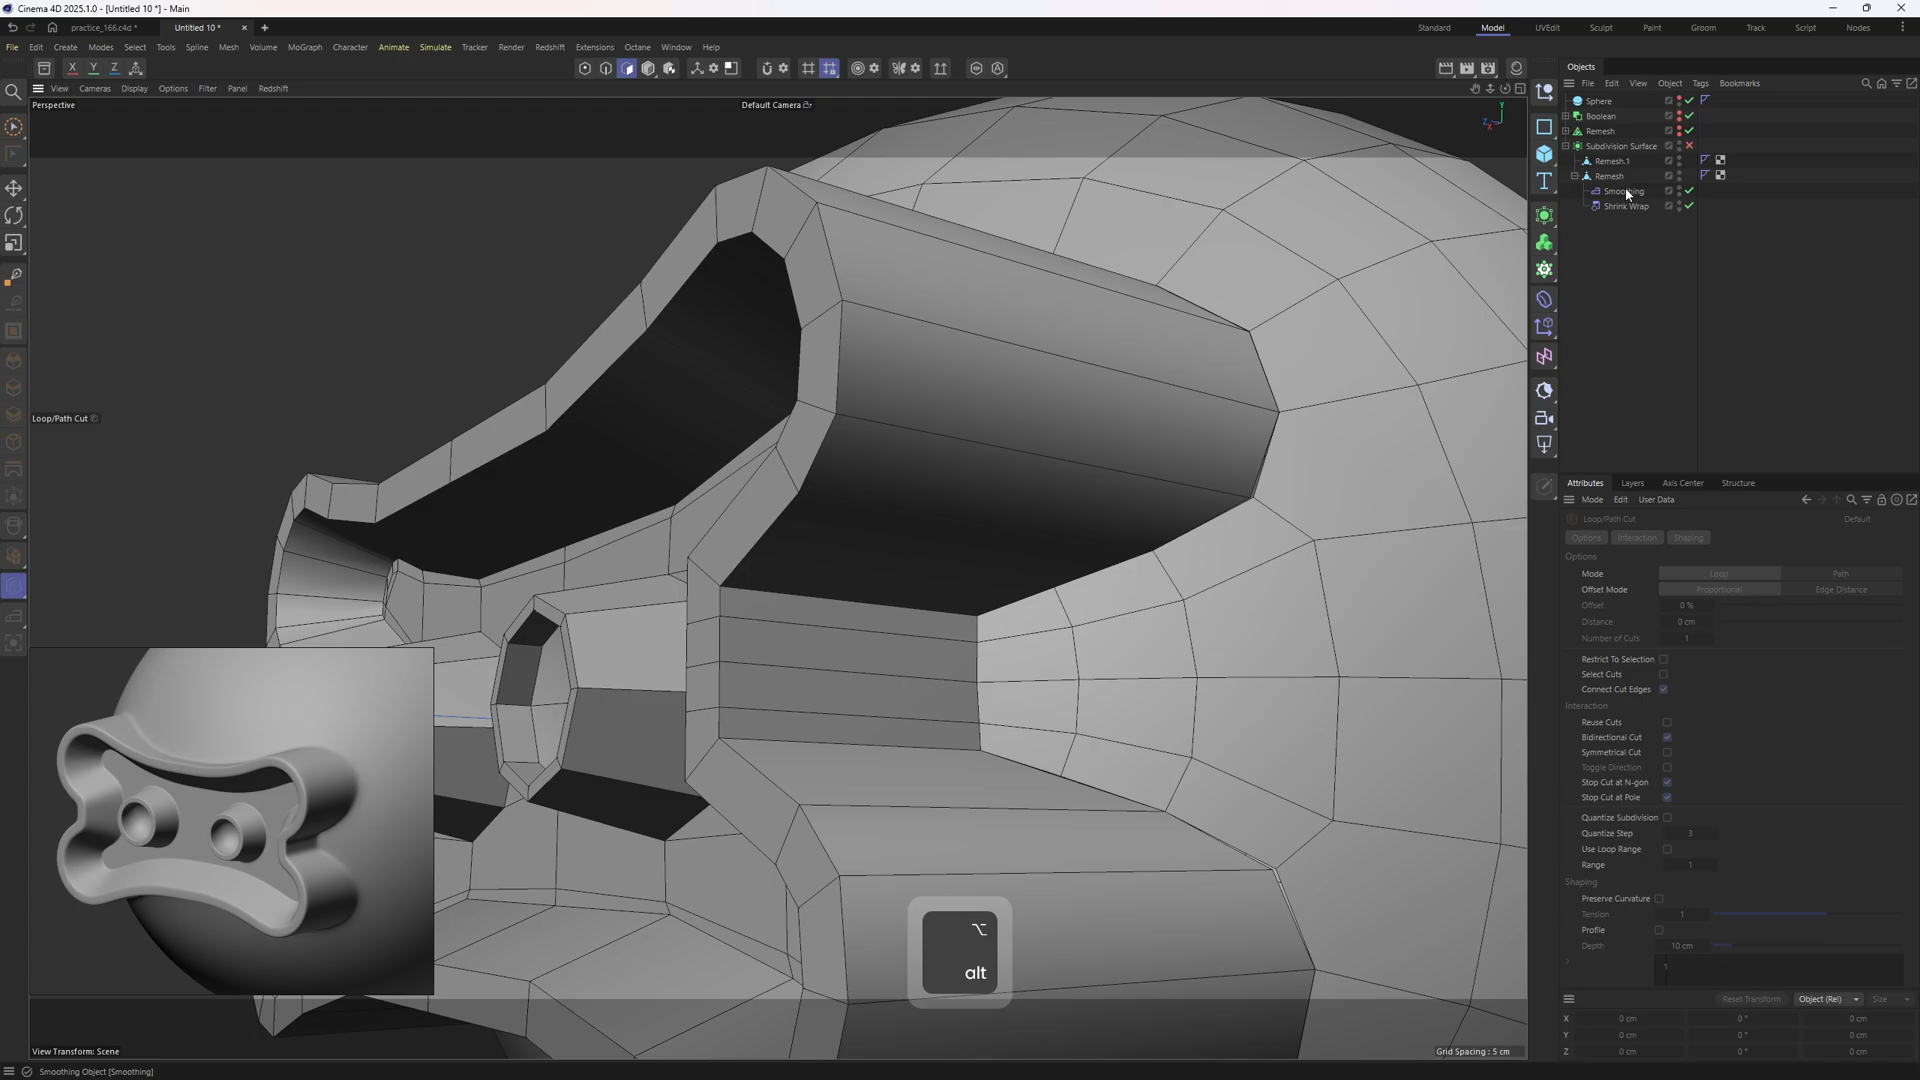 Cinema 4D 2025.1.0 - [Untitled 10 *] - Main
practice_166.c4d *
Untitled 10 *
Standard
Model
UVEdit
Sculpt
Paint
Groom
Track
Script
Nodes
File
Edit
Create
Modes
Select
Tools
Spline
Mesh
Volume
MoGraph
Character
Animate
Simulate
Tracker
Render
Redshift
Extensions
Octane
Window
Help
X
Y
Z
View
Cameras
Display
Options
Filter
Panel
Redshift
Perspective
Default Camera
Y
Z
X
Loop/Path Cut
alt
View Transform: Scene
Grid Spacing : 5 cm
Smoothing Object [Smoothing]
Objects
File
Edit
View
Object
Tags
Bookmarks
Sphere
Boolean
Remesh
Subdivision Surface
Remesh.1
Remesh
Smoothing
Shrink Wrap
Attributes
Layers
Axis Center
Structure
Mode
Edit
User Data
Loop/Path Cut
Default
Options
Interaction
Shaping
Options
Mode
Loop
Path
Offset Mode
Proportional
Edge Distance
Offset
0 %
Distance
0 cm
Number of Cuts
1
Restrict To Selection
Select Cuts
Connect Cut Edges
Interaction
Reuse Cuts
Bidirectional Cut
Symmetrical Cut
Toggle Direction
Stop Cut at N-gon
Stop Cut at Pole
Quantize Subdivision
Quantize Step
3
Use Loop Range
Range
1
Shaping
Preserve Curvature
Tension
1
Profile
Depth
10 cm
1
Reset Transform
Object (Rel)
Size
X
0 cm
0 °
0 cm
Y
0 cm
0 °
0 cm
Z
0 cm
0 °
0 cm